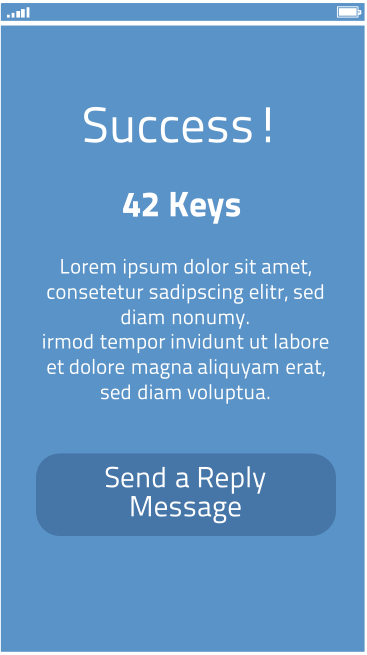 Success!
42 Keys
Lorem ipsum dolor sit amet,
consetetur sadipscing elitr, sed
diam nonumy.
irmod tempor invidunt ut labore
et dolore magna aliquyam erat,
sed diam voluptua.
Send a Reply
Message